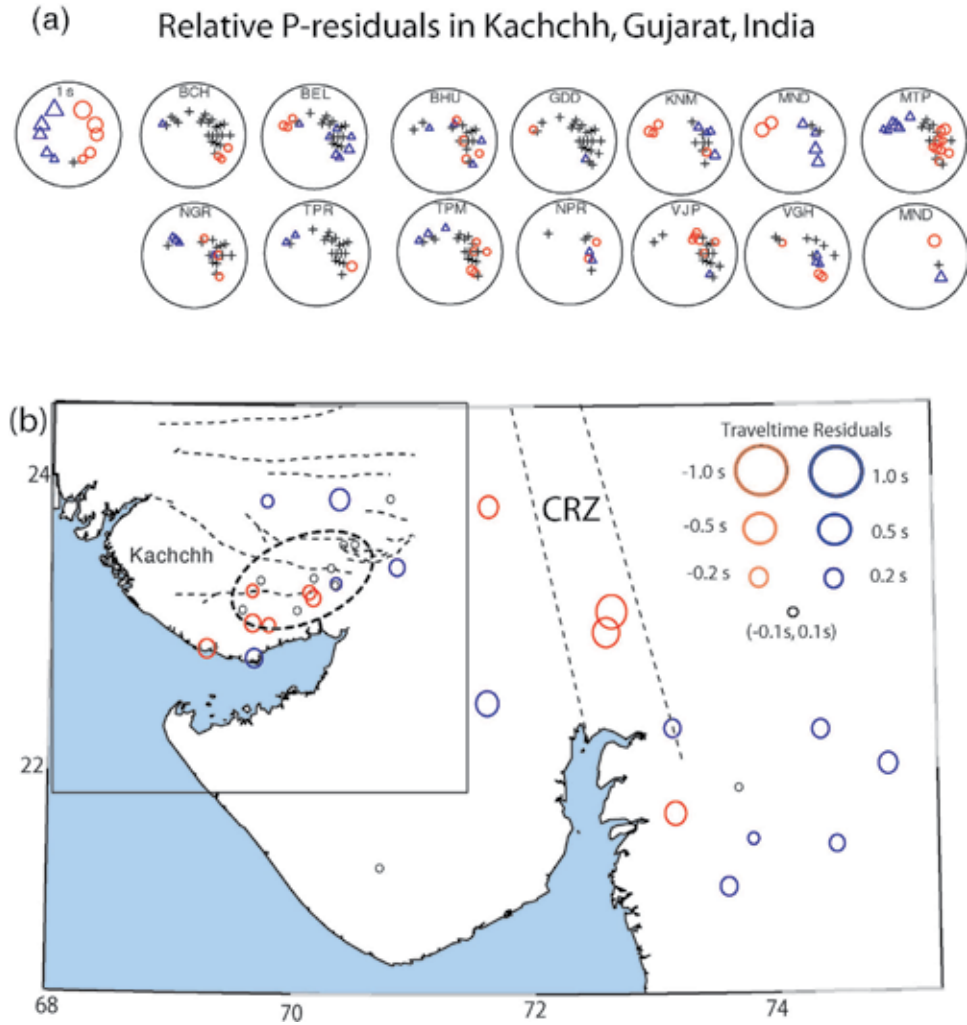 (a)
Relative P-residuals in Kachchh, Gujarat, India
1s BCH BEL BHU GDD KNM MND MTP
NGR TPR TPM NPR VJP VGH MND
(b)
Traveltime Residuals
-1.0 s 1.0 s
-0.5 s 0.5 s
-0.2 s 0.2 s
(-0.1s, 0.1s)
CRZ
Kachchh
24
22
68 70 72 74